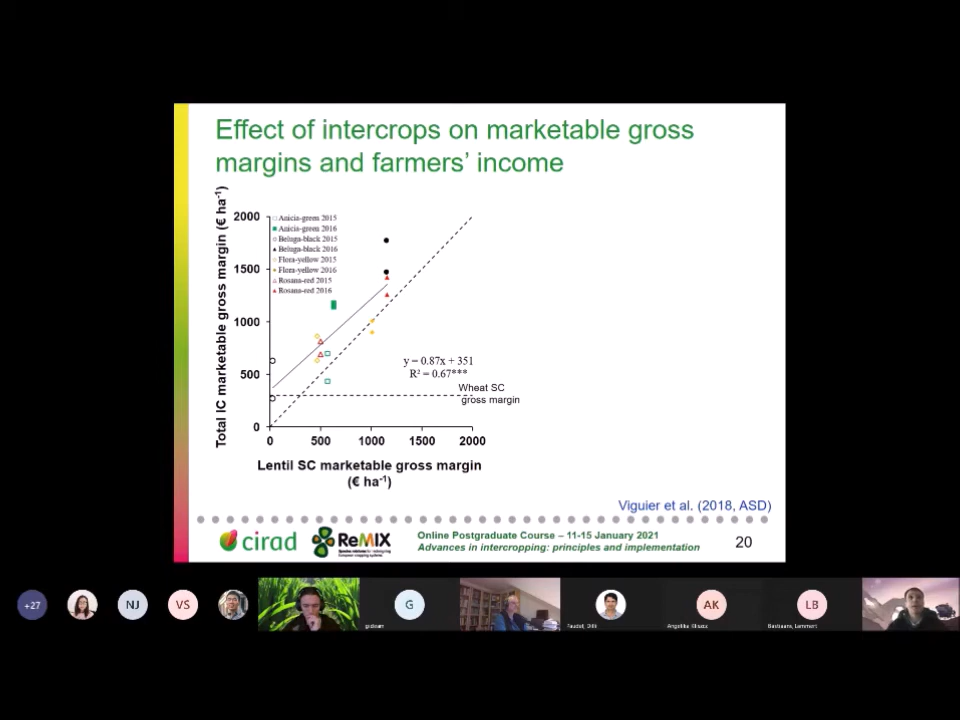 Effect of intercrops on marketable gross
margins and farmers' income
Total IC marketable gross margin (€ ha⁻¹)
2000
1500
1000
500
0
Anicia-green 2015
Anicia-green 2016
Beluga-black 2015
Beluga-black 2016
Flora-yellow 2015
Flora-yellow 2016
Rosana-red 2015
Rosana-red 2016
y = 0.87x + 351
R² = 0.67***
Wheat SC
gross margin
0 500 1000 1500 2000
Lentil SC marketable gross margin
(€ ha⁻¹)
Viguier et al. (2018, ASD)
cirad
ReMIX
Online Postgraduate Course – 11-15 January 2021
Advances in intercropping: principles and implementation
20
+27
NJ
VS
G
AK
LB
Bastiaans, Lammert